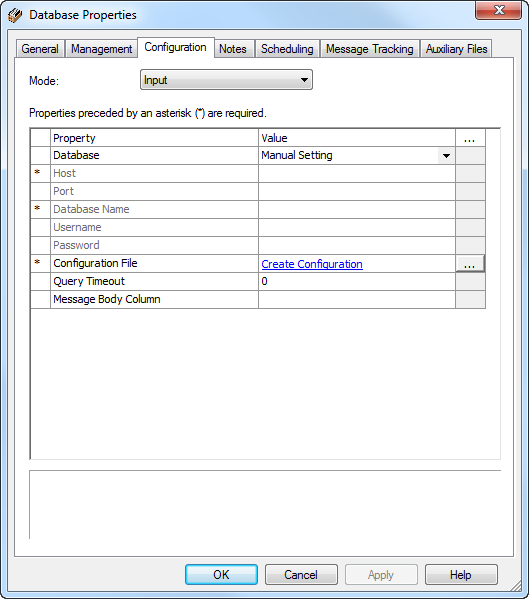 Database Properties
General Management Configuration Notes Scheduling Message Tracking Auxiliary Files
Mode: Input
Properties preceded by an asterisk (*) are required.
Property Value ...
Database Manual Setting
* Host
Port
* Database Name
Username
Password
* Configuration File Create Configuration ...
Query Timeout 0
Message Body Column
OK Cancel Apply Help